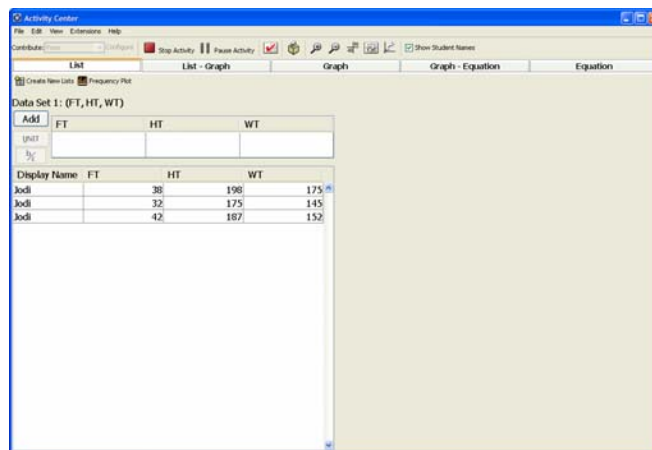 Activity Center
File Edit View Extensions Help
Contribute: Configure Stop Activity Pause Activity Show Student Names
List List - Graph Graph Graph - Equation Equation
Create New Lists Frequency Plot
Data Set 1: (FT, HT, WT)
Add FT HT WT
UNIT
Display Name FT HT WT
Jodi 38 198 175
Jodi 32 175 145
Jodi 42 187 152